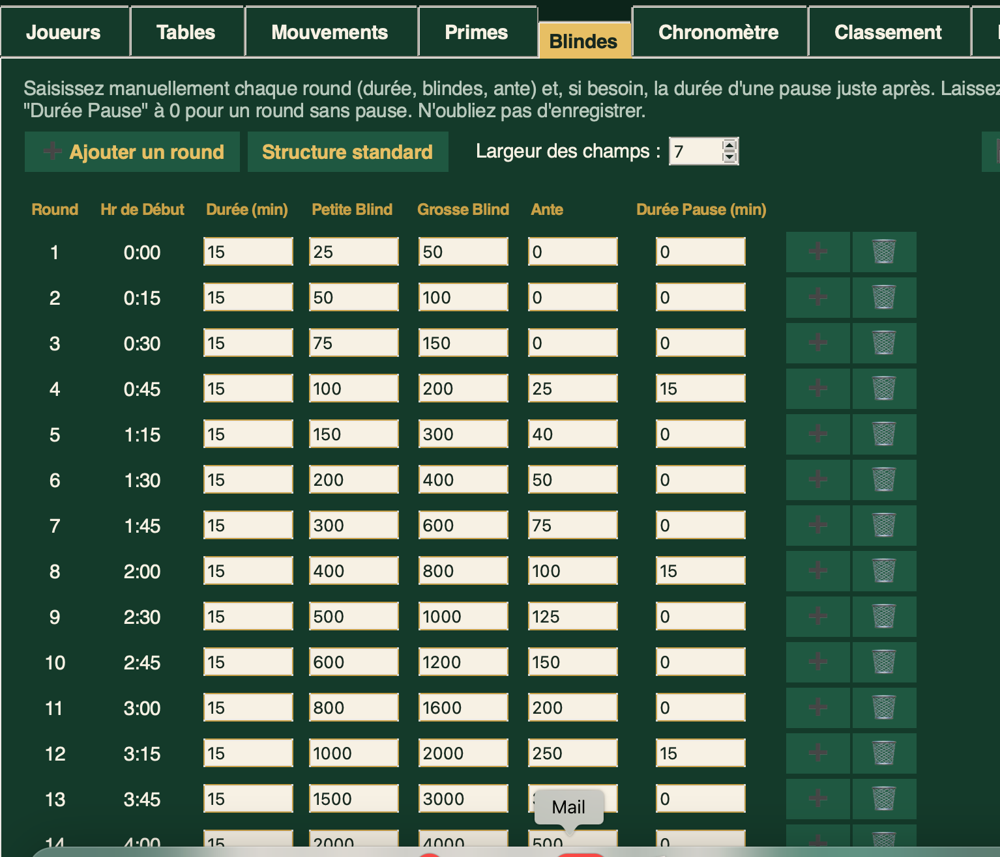 Joueurs Tables Mouvements Primes Blindes Chronomètre Classement
Saisissez manuellement chaque round (durée, blindes, ante) et, si besoin, la durée d'une pause juste après. Laissez
"Durée Pause" à 0 pour un round sans pause. N'oubliez pas d'enregistrer.
Ajouter un round Structure standard Largeur des champs : 7
Round Hr de Début Durée (min) Petite Blind Grosse Blind Ante Durée Pause (min)
1 0:00 15 25 50 0 0
2 0:15 15 50 100 0 0
3 0:30 15 75 150 0 0
4 0:45 15 100 200 25 15
5 1:15 15 150 300 40 0
6 1:30 15 200 400 50 0
7 1:45 15 300 600 75 0
8 2:00 15 400 800 100 15
9 2:30 15 500 1000 125 0
10 2:45 15 600 1200 150 0
11 3:00 15 800 1600 200 0
12 3:15 15 1000 2000 250 15
13 3:45 15 1500 3000 0
Mail
14 4:00 15 2000 4000 500 0